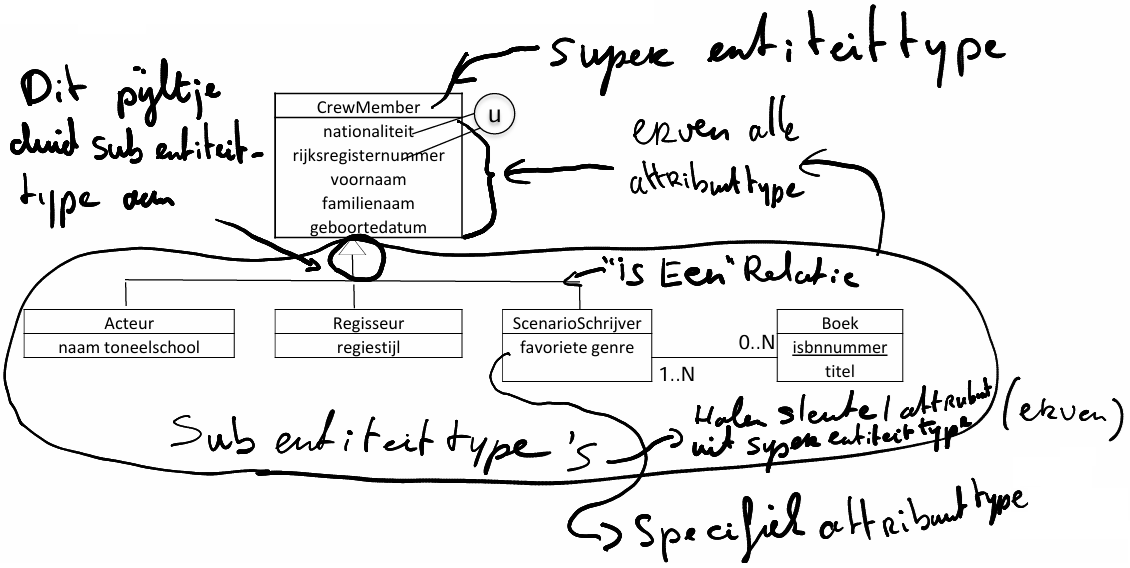 super entiteittype
Dit pijltje
duid sub entiteit-
type aan
CrewMember
u
nationaliteit
rijksregisternummer
voornaam
familienaam
geboortedatum
erven alle
attribuuttype
"is Een" Relatie
Acteur
naam toneelschool
Regisseur
regiestijl
ScenarioSchrijver
favoriete genre
0..N
1..N
Boek
isbnnummer
titel
Sub entiteittype's
Halen sleutel attribuut
uit super entiteittype
(erven)
Specifiek attribuuttype